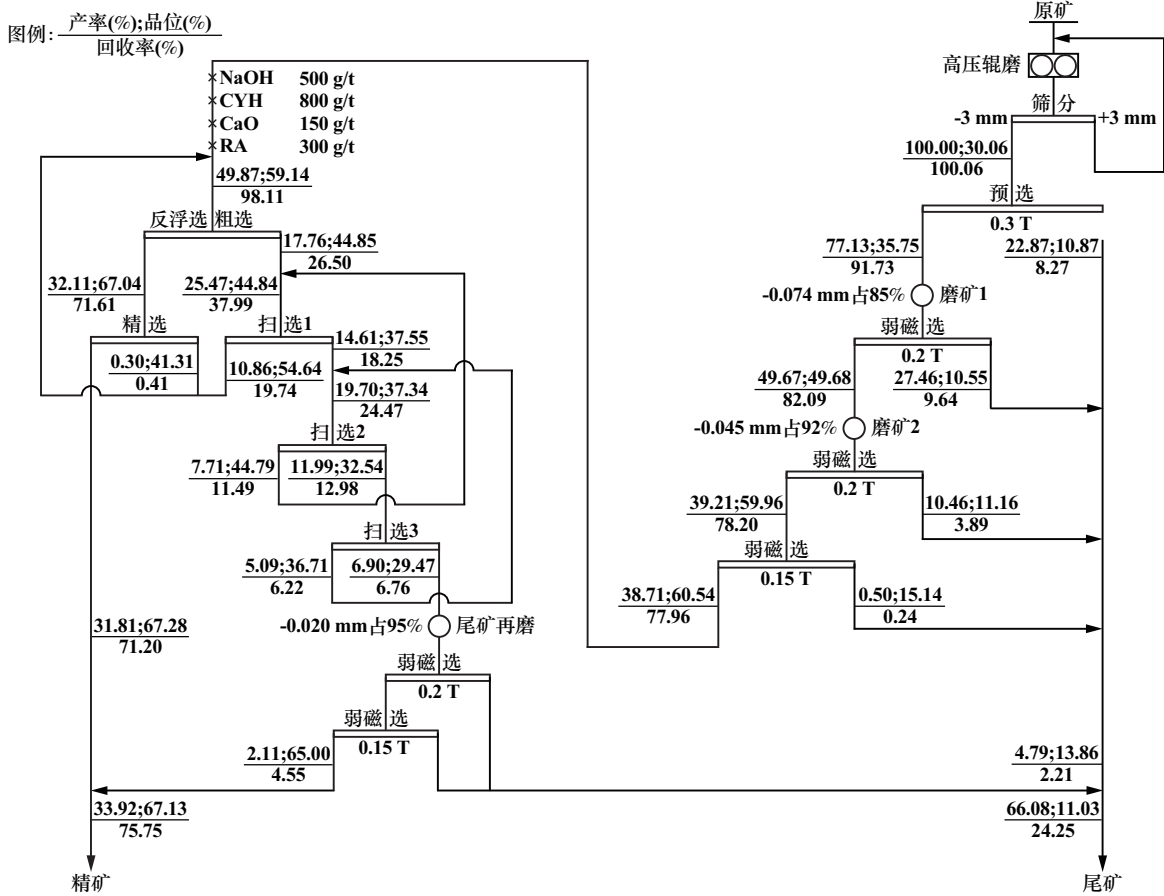 图例:
产率(%);品位(%)
回收率(%)
NaOH 500 g/t
CYH 800 g/t
CaO 150 g/t
RA 300 g/t
49.87;59.14
98.11
反浮选 粗选
17.76;44.85
26.50
32.11;67.04
71.61
25.47;44.84
37.99
精选
扫选1
0.30;41.31
0.41
10.86;54.64
19.74
14.61;37.55
18.25
19.70;37.34
24.47
扫选2
7.71;44.79
11.49
11.99;32.54
12.98
扫选3
5.09;36.71
6.22
6.90;29.47
6.76
-0.020 mm占95%
尾矿再磨
31.81;67.28
71.20
弱磁选
0.2 T
弱磁选
0.15 T
2.11;65.00
4.55
33.92;67.13
75.75
精矿
原矿
高压辊磨
筛分
-3 mm
+3 mm
100.00;30.06
100.06
预选
0.3 T
77.13;35.75
91.73
22.87;10.87
8.27
-0.074 mm占85%
磨矿1
弱磁选
0.2 T
49.67;49.68
82.09
27.46;10.55
9.64
-0.045 mm占92%
磨矿2
弱磁选
0.2 T
39.21;59.96
78.20
10.46;11.16
3.89
弱磁选
0.15 T
38.71;60.54
77.96
0.50;15.14
0.24
4.79;13.86
2.21
66.08;11.03
24.25
尾矿